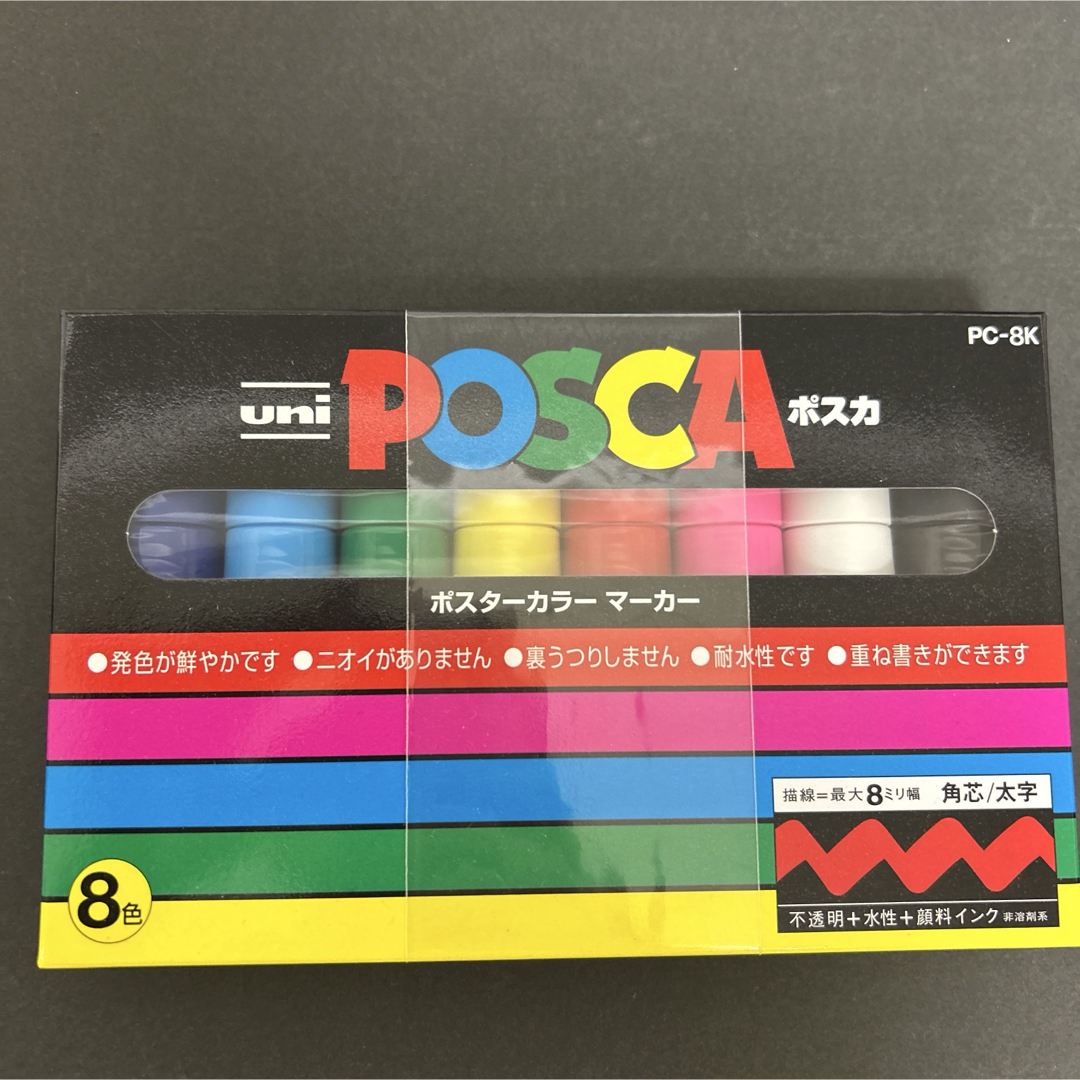 PC-8K
uni POSCA ポスカ
ポスターカラー マーカー
●発色が鮮やかです ●ニオイがありません ●裏うつりしません ●耐水性です ●重ね書きができます
描線=最大8ミリ幅 角芯/太字
8色
不透明+水性+顔料インク 非溶剤系